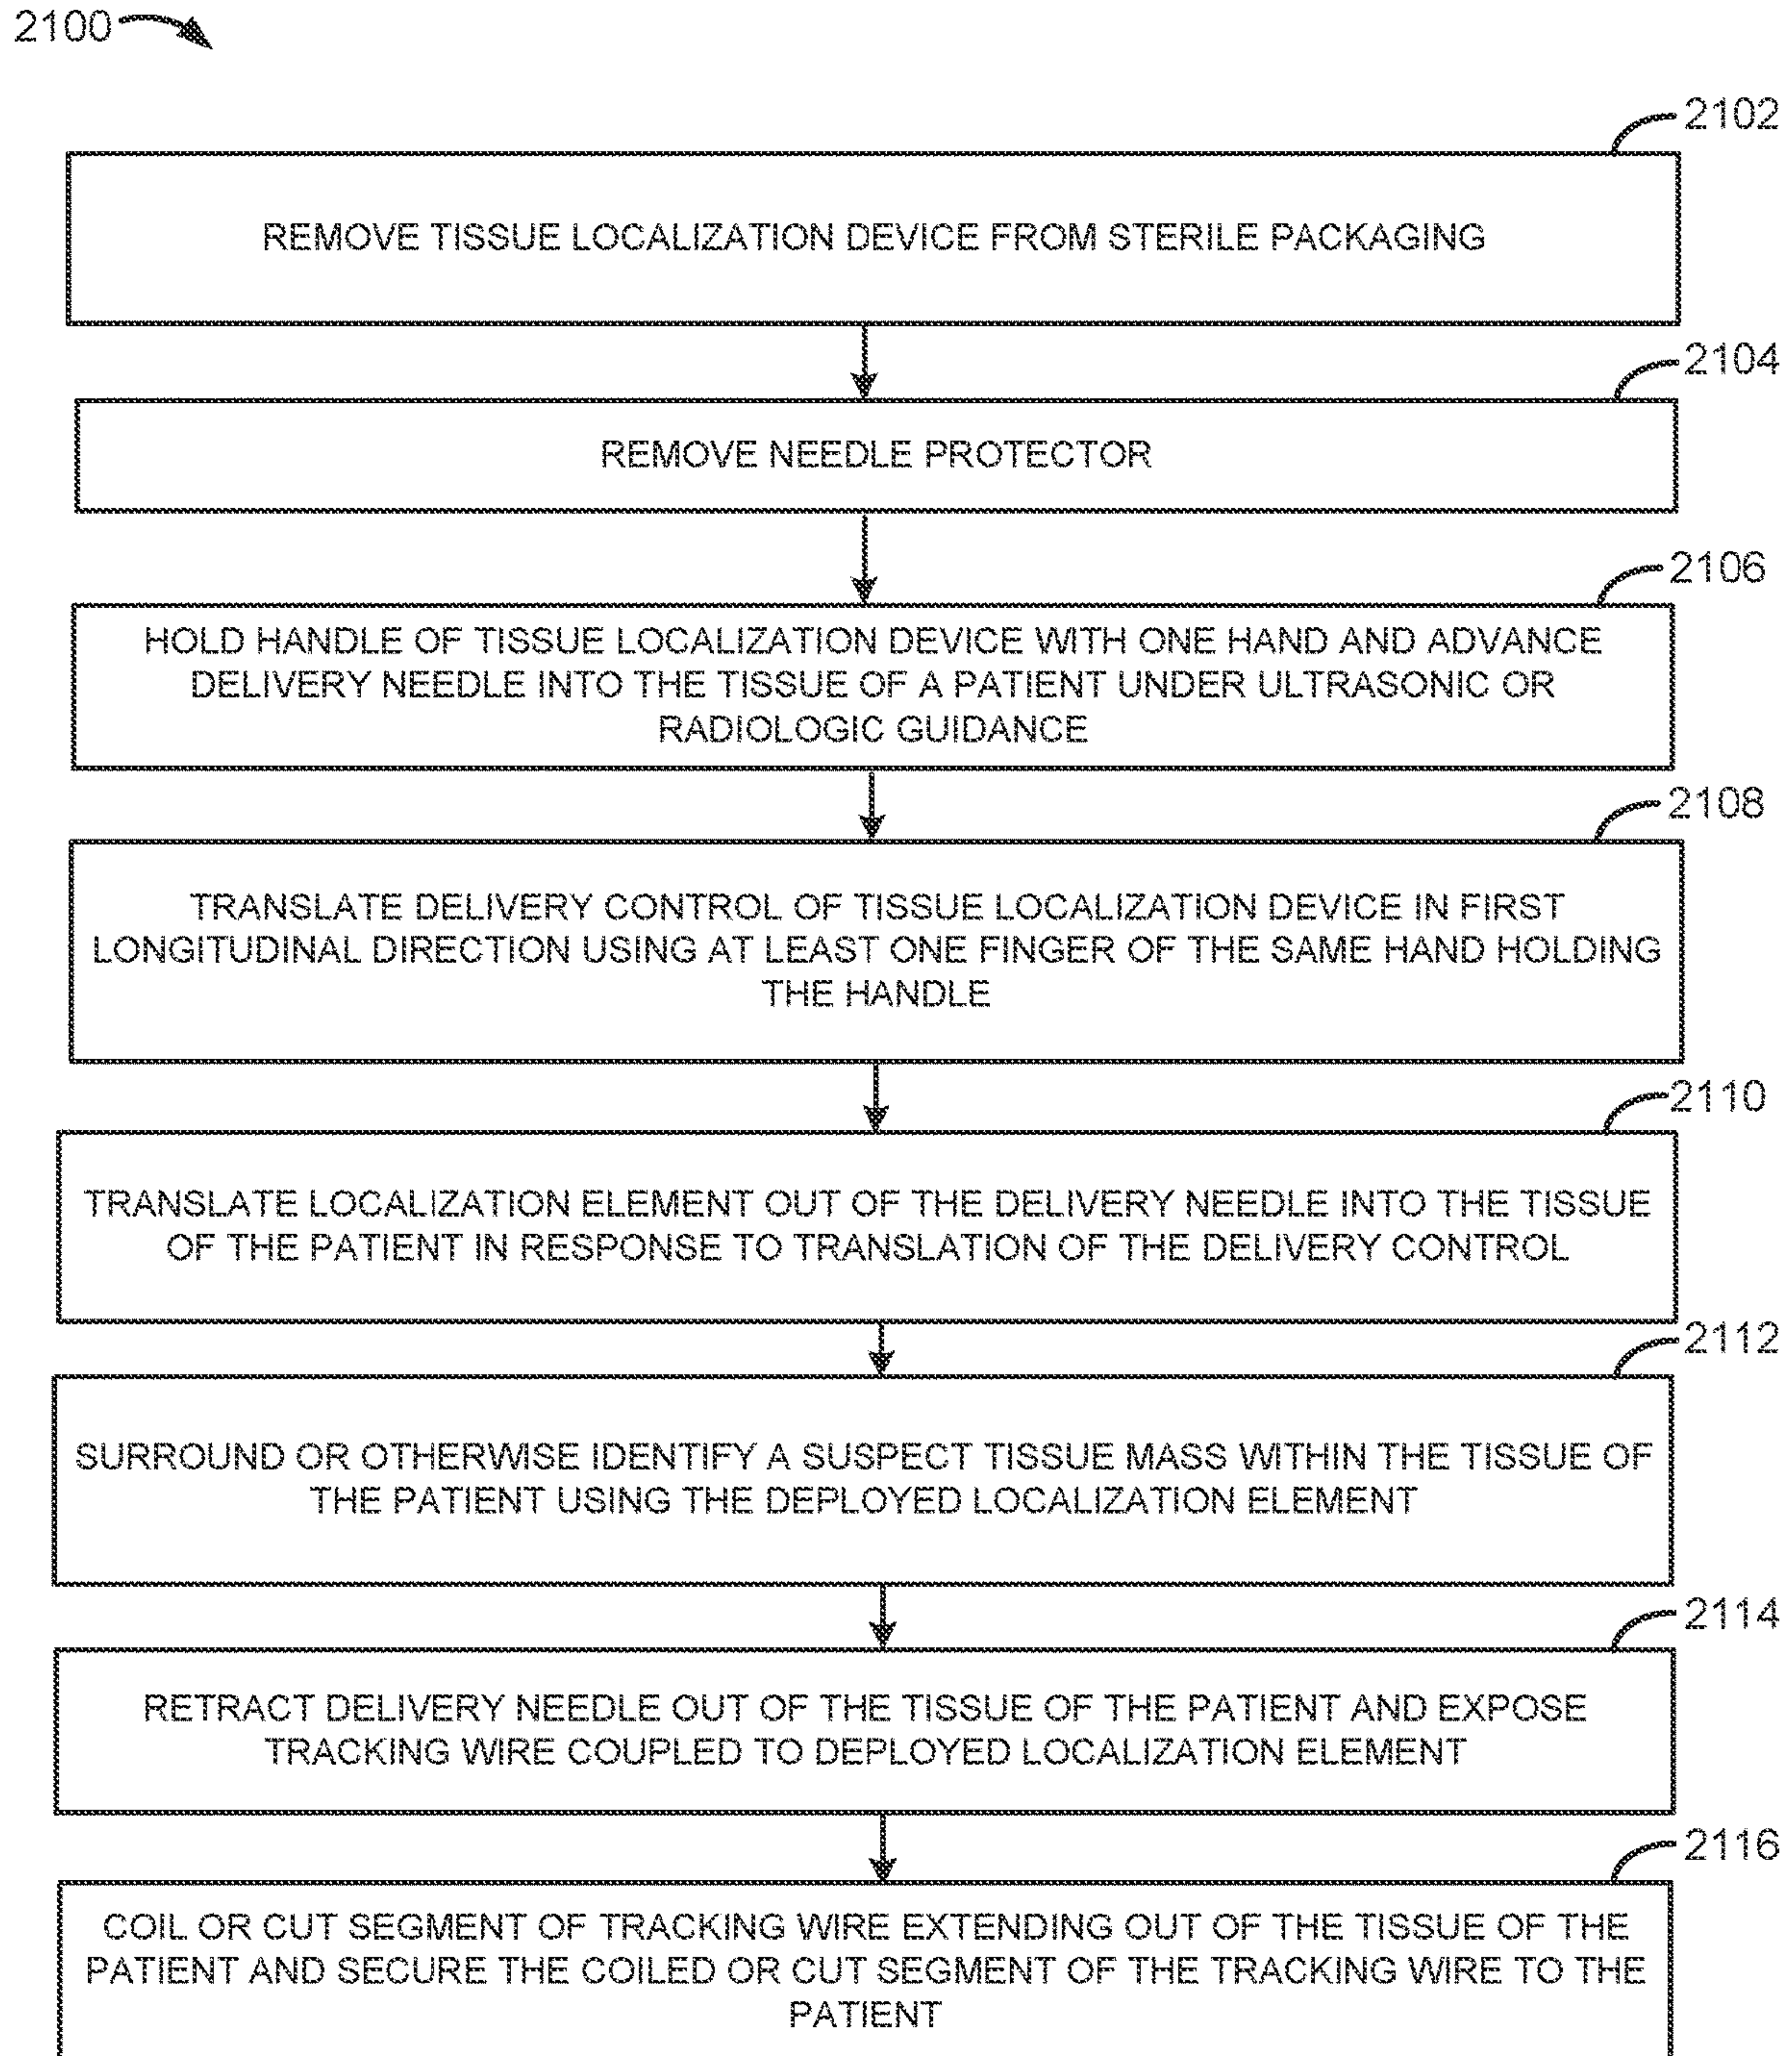 2100
2102
REMOVE TISSUE LOCALIZATION DEVICE FROM STERILE PACKAGING
2104
REMOVE NEEDLE PROTECTOR
2106
HOLD HANDLE OF TISSUE LOCALIZATION DEVICE WITH ONE HAND AND ADVANCE
DELIVERY NEEDLE INTO THE TISSUE OF A PATIENT UNDER ULTRASONIC OR
RADIOLOGIC GUIDANCE
2108
TRANSLATE DELIVERY CONTROL OF TISSUE LOCALIZATION DEVICE IN FIRST
LONGITUDINAL DIRECTION USING AT LEAST ONE FINGER OF THE SAME HAND HOLDING
THE HANDLE
2110
TRANSLATE LOCALIZATION ELEMENT OUT OF THE DELIVERY NEEDLE INTO THE TISSUE
OF THE PATIENT IN RESPONSE TO TRANSLATION OF THE DELIVERY CONTROL
2112
SURROUND OR OTHERWISE IDENTIFY A SUSPECT TISSUE MASS WITHIN THE TISSUE OF
THE PATIENT USING THE DEPLOYED LOCALIZATION ELEMENT
2114
RETRACT DELIVERY NEEDLE OUT OF THE TISSUE OF THE PATIENT AND EXPOSE
TRACKING WIRE COUPLED TO DEPLOYED LOCALIZATION ELEMENT
2116
COIL OR CUT SEGMENT OF TRACKING WIRE EXTENDING OUT OF THE TISSUE OF THE
PATIENT AND SECURE THE COILED OR CUT SEGMENT OF THE TRACKING WIRE TO THE
PATIENT